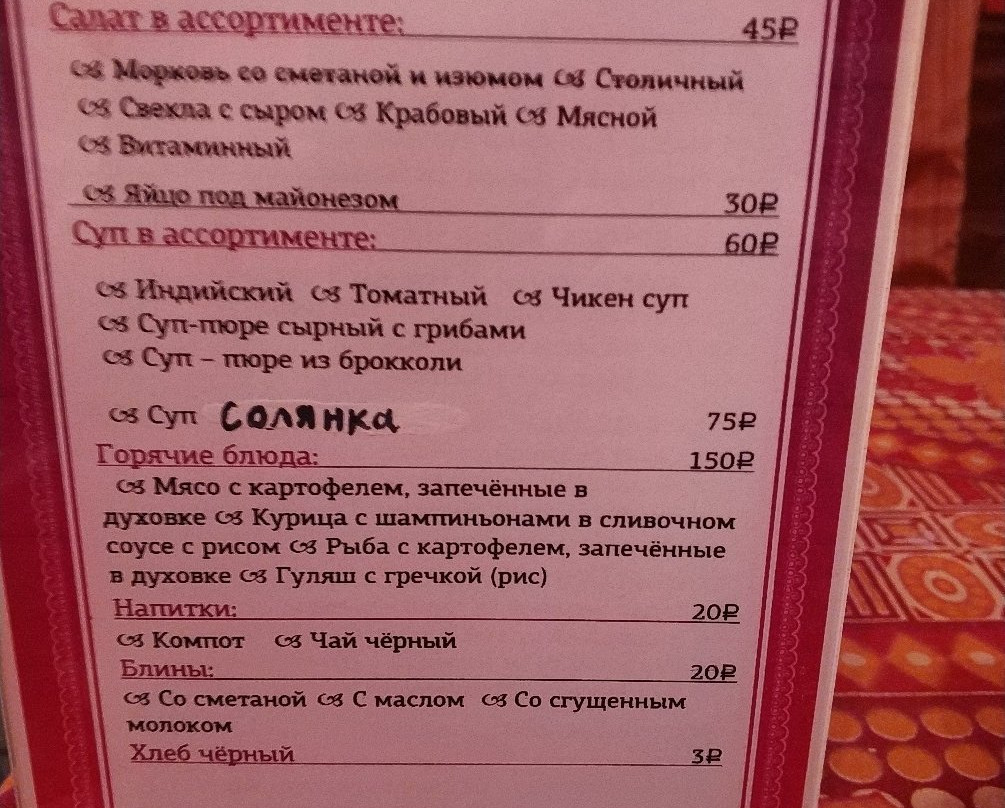 Салат в ассортименте: 45₽
Морковь со сметаной и изюмом Столичный
Свекла с сыром Крабовый Мясной
Витаминный
Яйцо под майонезом 30₽
Суп в ассортименте: 60₽
Индийский Томатный Чикен суп
Суп-пюре сырный с грибами
Суп – пюре из брокколи
Суп СОЛЯНКА 75₽
Горячие блюда: 150₽
Мясо с картофелем, запечённые в
духовке Курица с шампиньонами в сливочном
соусе с рисом Рыба с картофелем, запечённые
в духовке Гуляш с гречкой (рис)
Напитки: 20₽
Компот Чай чёрный
Блины: 20₽
Со сметаной С маслом Со сгущенным
молоком
Хлеб чёрный 3₽